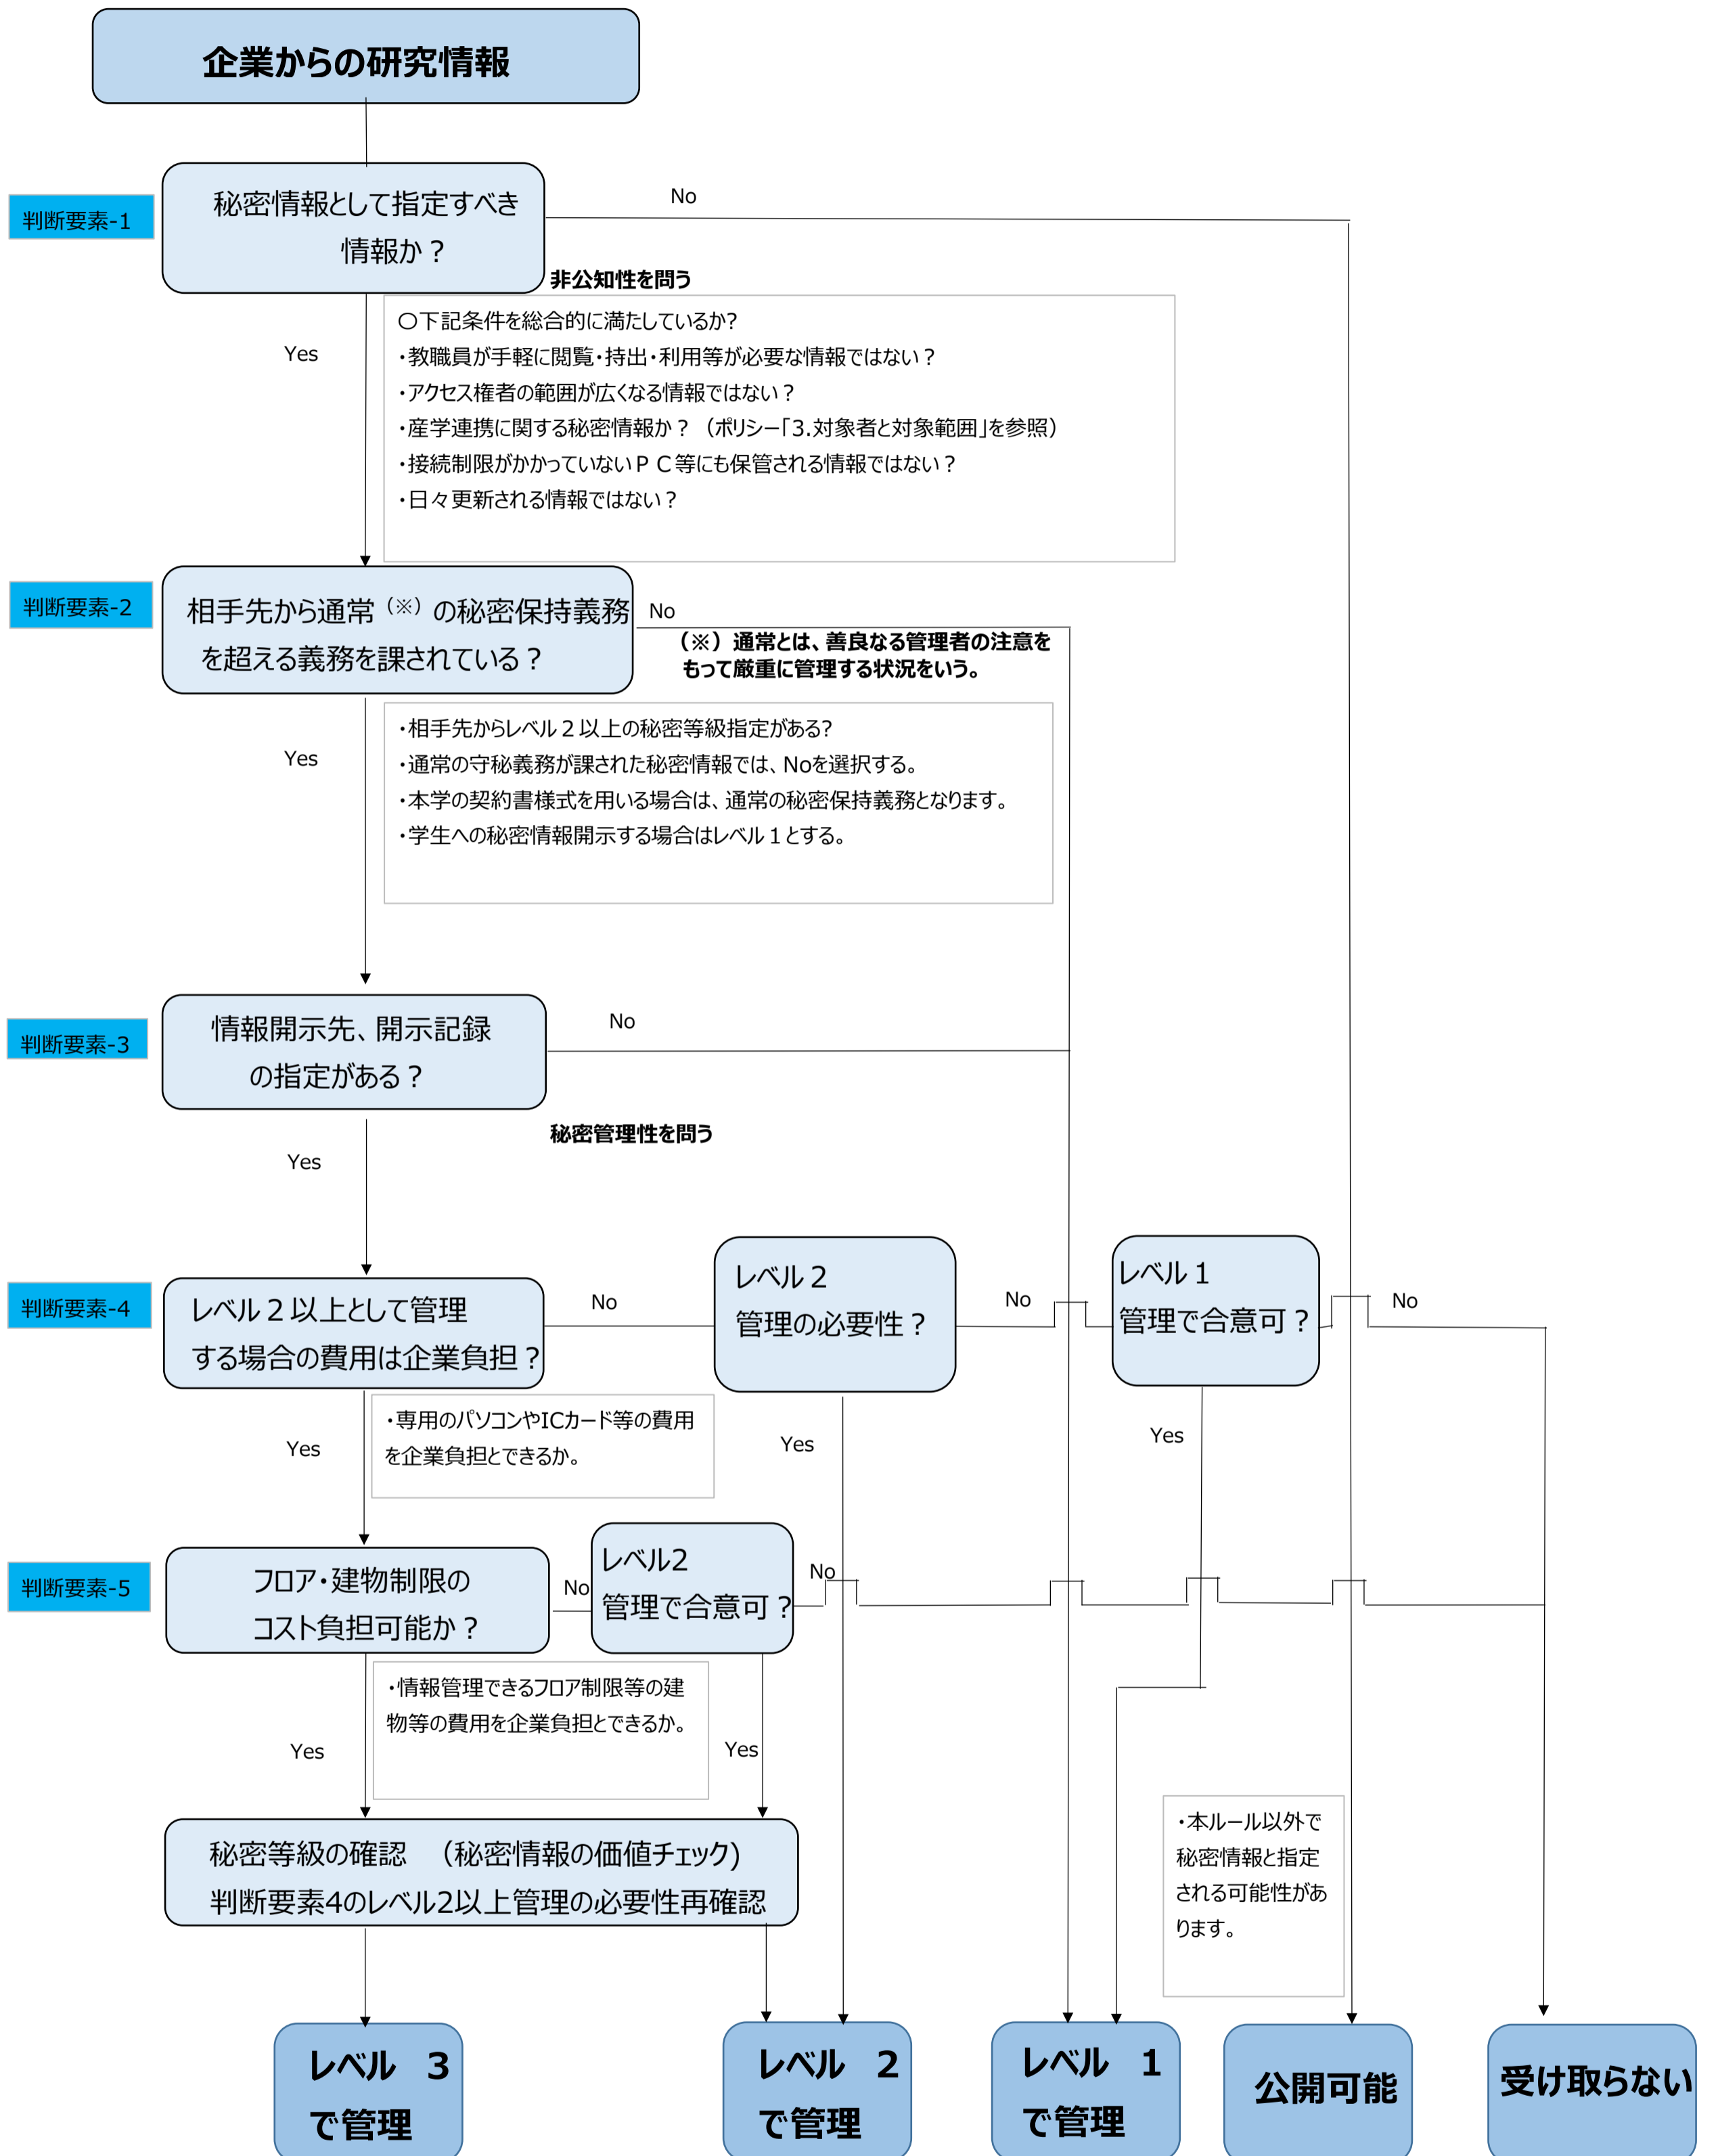 企業からの研究情報
判断要素-1
秘密情報として指定すべき
情報か？
No
非公知性を問う
Yes
〇下記条件を総合的に満たしているか?
・教職員が手軽に閲覧・持出・利用等が必要な情報ではない？
・アクセス権者の範囲が広くなる情報ではない？
・産学連携に関する秘密情報か？（ポリシー「3.対象者と対象範囲」を参照）
・接続制限がかかっていないＰＣ等にも保管される情報ではない？
・日々更新される情報ではない？
判断要素-2
相手先から通常（※）の秘密保持義務
を超える義務を課されている？
No
（※）通常とは、善良なる管理者の注意を
もって厳重に管理する状況をいう。
Yes
・相手先からレベル２以上の秘密等級指定がある?
・通常の守秘義務が課された秘密情報では、Noを選択する。
・本学の契約書様式を用いる場合は、通常の秘密保持義務となります。
・学生への秘密情報開示する場合はレベル１とする。
判断要素-3
情報開示先、開示記録
の指定がある？
No
秘密管理性を問う
Yes
判断要素-4
レベル２以上として管理
する場合の費用は企業負担？
No
レベル２
管理の必要性？
No
レベル１
管理で合意可？
No
Yes
・専用のパソコンやICカード等の費用
を企業負担とできるか。
Yes
Yes
判断要素-5
フロア・建物制限の
コスト負担可能か？
No
レベル2
管理で合意可？
No
Yes
・情報管理できるフロア制限等の建
物等の費用を企業負担とできるか。
Yes
秘密等級の確認　（秘密情報の価値チェック)
判断要素4のレベル2以上管理の必要性再確認
・本ルール以外で
秘密情報と指定
される可能性があ
ります。
レベル　3
で管理
レベル　2
で管理
レベル　1
で管理
公開可能
受け取らない